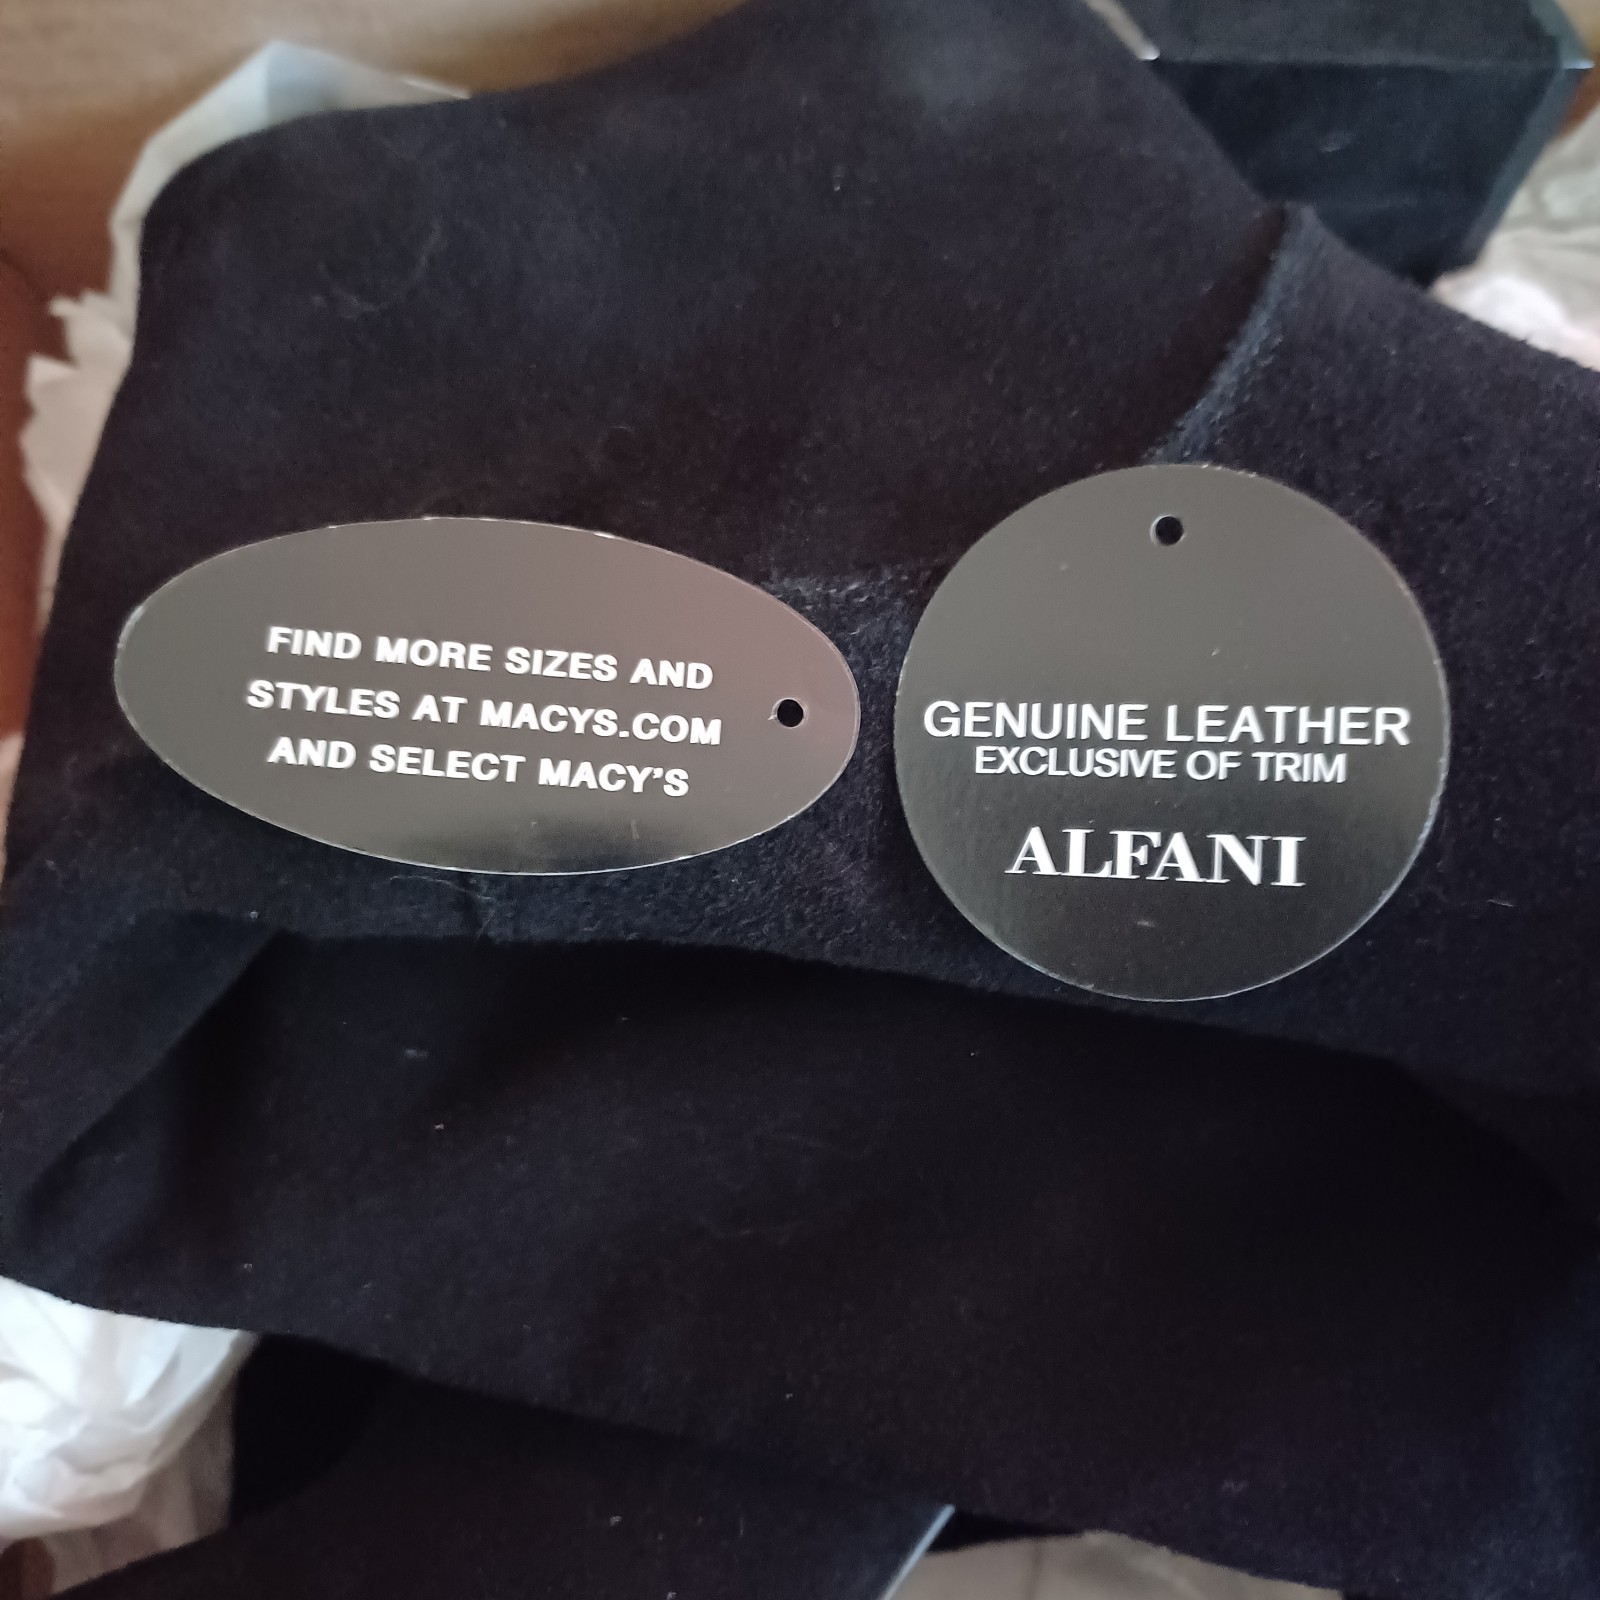 FIND MORE SIZES AND
STYLES AT MACYS.COM
AND SELECT MACY'S
GENUINE LEATHER
EXCLUSIVE OF TRIM
ALFANI